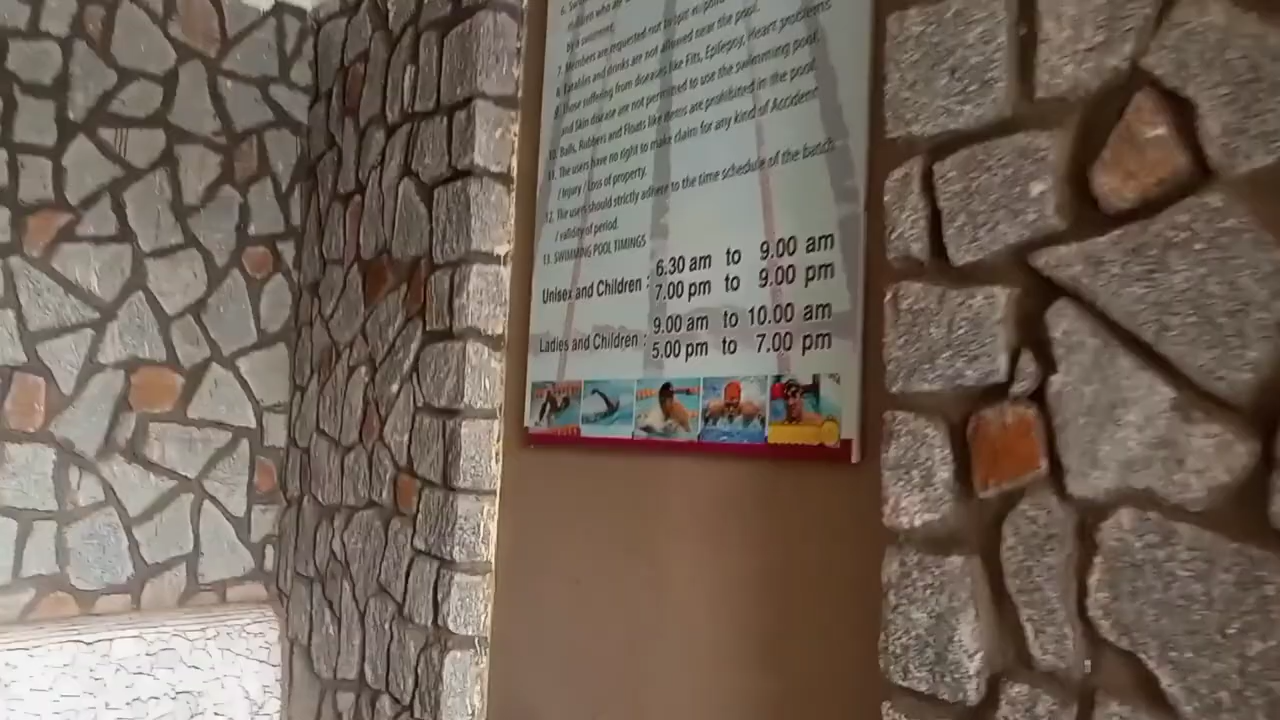 children who
by a swimmer.
7. Members are requested not to spit in pool
8. Eatables and drinks are not allowed near the pool.
9. Those suffering from diseases like Fits, Epilepsy, Heart problems
and Skin disease are not permitted to use the swimming pool.
10. Balls, Rubbers and Floats like items are prohibited in the pool.
11. The users have no right to make claim for any kind of Accident
/ Injury / Loss of property.
12. The users should strictly adhere to the time schedule of the batch
/ validity of period.
13. SWIMMING POOL TIMINGS
Unisex and Children : 6.30 am to 9.00 am
7.00 pm to 9.00 pm
Ladies and Children : 9.00 am to 10.00 am
5.00 pm to 7.00 pm